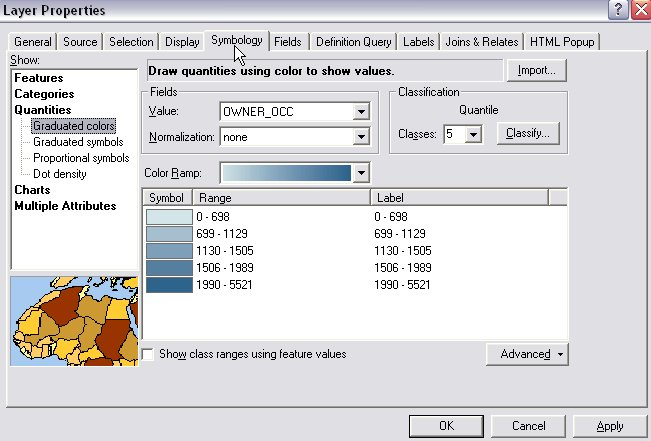 Layer Properties
General Source Selection Display Symbology Fields Definition Query Labels Joins & Relates HTML Popup
Show:
Features
Categories
Quantities
Graduated colors
Graduated symbols
Proportional symbols
Dot density
Charts
Multiple Attributes
Draw quantities using color to show values.
Import...
Fields
Value: OWNER_OCC
Normalization: none
Classification
Quantile
Classes: 5 Classify...
Color Ramp:
Symbol Range Label
0 - 698 0 - 698
699 - 1129 699 - 1129
1130 - 1505 1130 - 1505
1506 - 1989 1506 - 1989
1990 - 5521 1990 - 5521
Show class ranges using feature values
Advanced
OK Cancel Apply